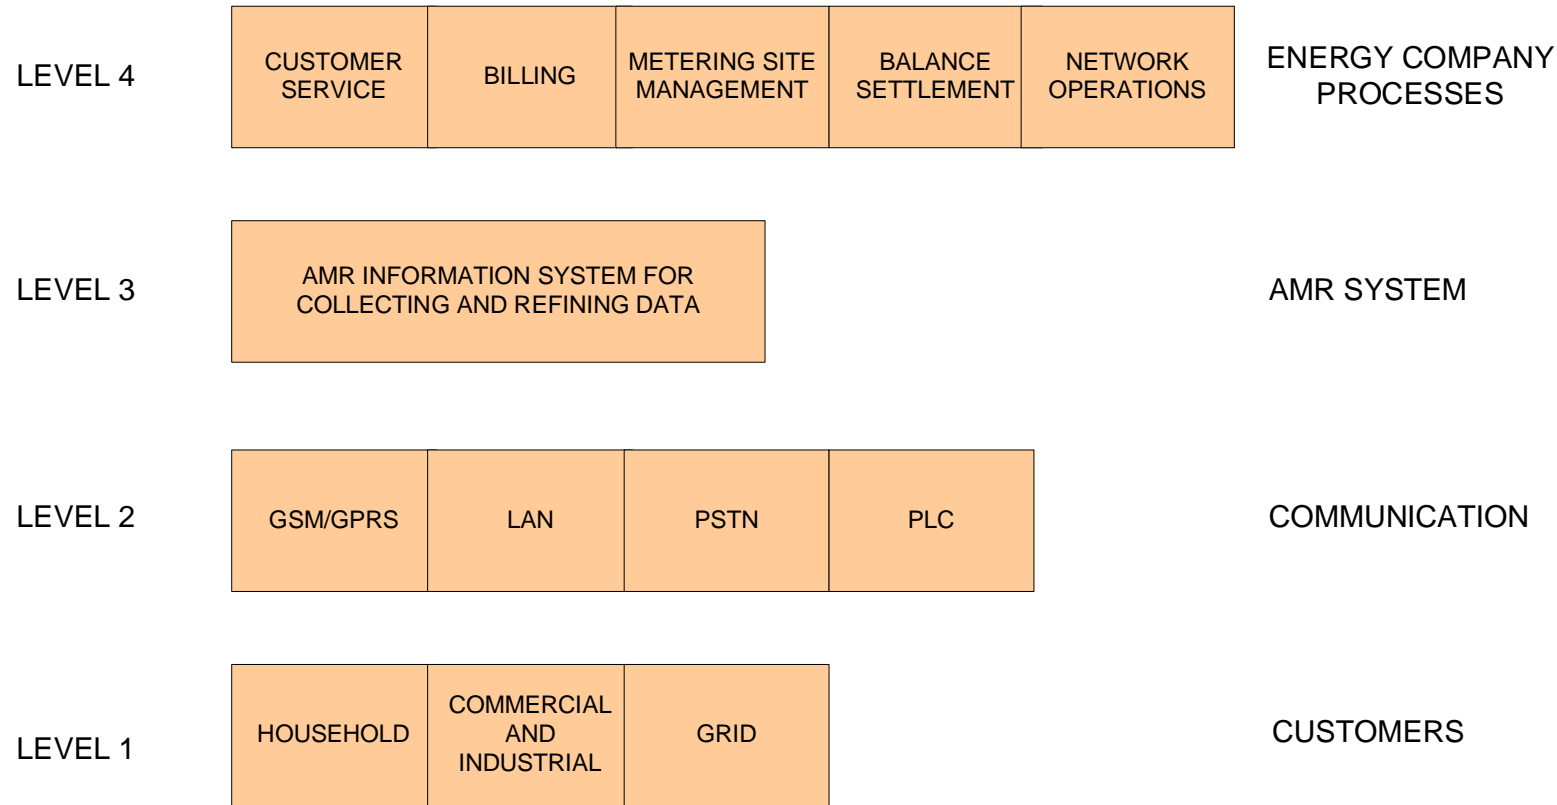 LEVEL 4
CUSTOMER
SERVICE
BILLING
METERING SITE
MANAGEMENT
BALANCE
SETTLEMENT
NETWORK
OPERATIONS
ENERGY COMPANY
PROCESSES
LEVEL 3
AMR INFORMATION SYSTEM FOR
COLLECTING AND REFINING DATA
AMR SYSTEM
LEVEL 2
GSM/GPRS
LAN
PSTN
PLC
COMMUNICATION
LEVEL 1
HOUSEHOLD
COMMERCIAL
AND
INDUSTRIAL
GRID
CUSTOMERS